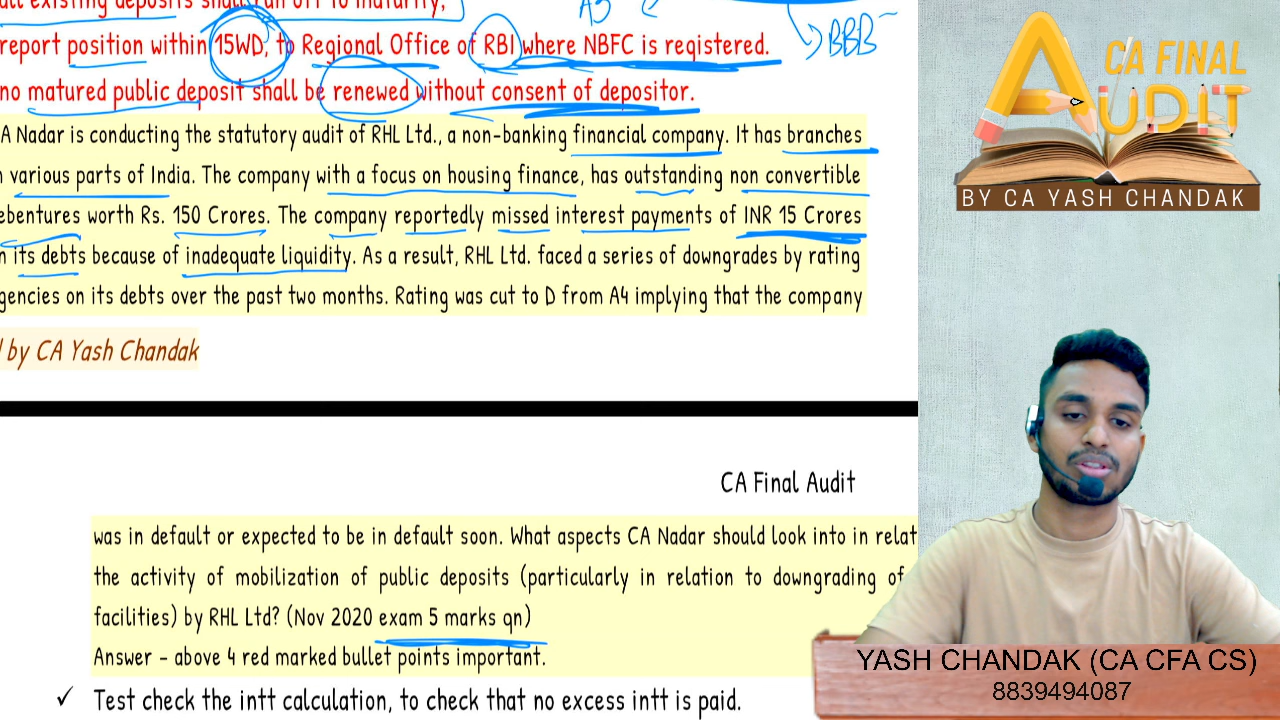 all existing deposits shall run off to maturity,
A3
report position within 15WD, to Regional Office of RBI where NBFC is registered.
BBB-
no matured public deposit shall be renewed without consent of depositor.
A Nadar is conducting the statutory audit of RHL Ltd., a non-banking financial company. It has branches
various parts of India. The company with a focus on housing finance, has outstanding non convertible
ebentures worth Rs. 150 Crores. The company reportedly missed interest payments of INR 15 Crores
n its debts because of inadequate liquidity. As a result, RHL Ltd. faced a series of downgrades by rating
gencies on its debts over the past two months. Rating was cut to D from A4 implying that the company
by CA Yash Chandak
CA Final Audit
was in default or expected to be in default soon. What aspects CA Nadar should look into in relat
the activity of mobilization of public deposits (particularly in relation to downgrading of
facilities) by RHL Ltd? (Nov 2020 exam 5 marks qn)
Answer - above 4 red marked bullet points important.
✓ Test check the intt calculation, to check that no excess intt is paid.
CA FINAL
AUDIT
BY CA YASH CHANDAK
YASH CHANDAK (CA CFA CS)
8839494087